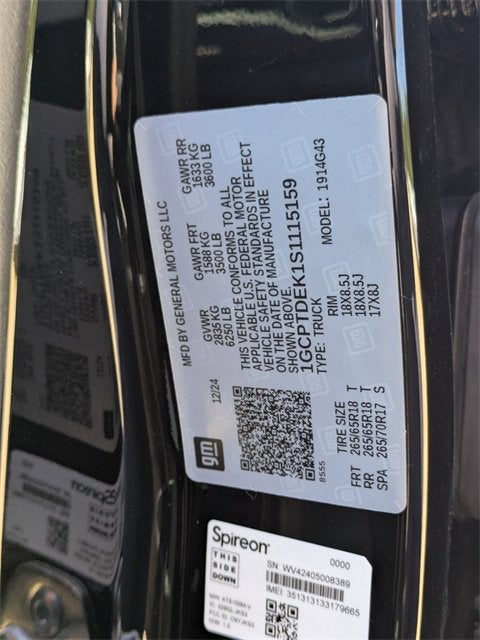 MFD BY GENERAL MOTORS LLC
gm
12/24
GVWR GAWR FRT GAWR RR
2835 KG 1588 KG 1633 KG
6250 LB 3500 LB 3600 LB
THIS VEHICLE CONFORMS TO ALL
APPLICABLE U.S. FEDERAL MOTOR
VEHICLE SAFETY STANDARDS IN EFFECT
ON THE DATE OF MANUFACTURE
SHOWN ABOVE.
1GCPTDEK1S1115159
TYPE: TRUCK MODEL: 1914G43
8555
TIRE SIZE RIM
FRT 265/65R18 T 18X8.5J
RR 265/65R18 T 18X8.5J
SPA 265/70R17 S 17X8J
Spireon
0000
THIS
SIDE
DOWN
SN: WV42405008389
IMEI: 351313133179665